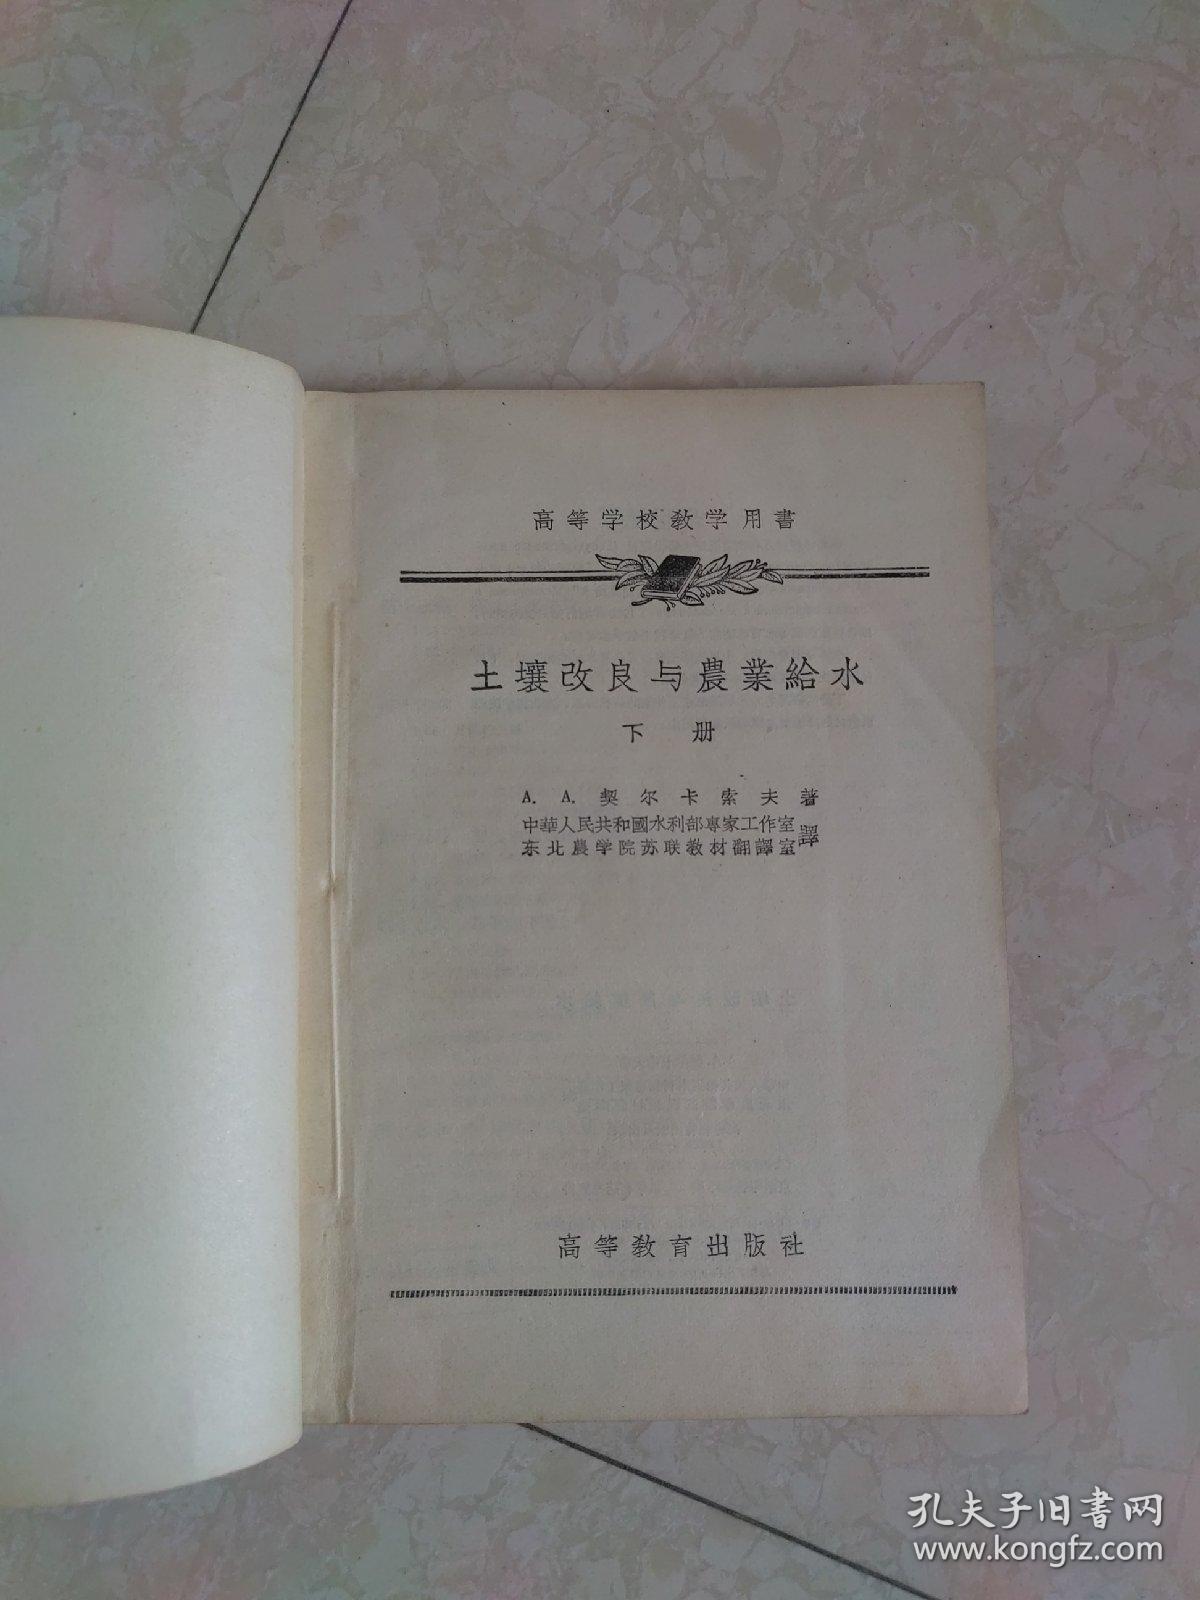 高等学校教学用書
土壤改良与農業給水
下册
A. A. 契尔卡索夫著
中華人民共和國水利部專家工作室
东北農学院苏联教材翻譯室
譯
高等教育出版社
孔夫子旧书网
www.kongfz.com